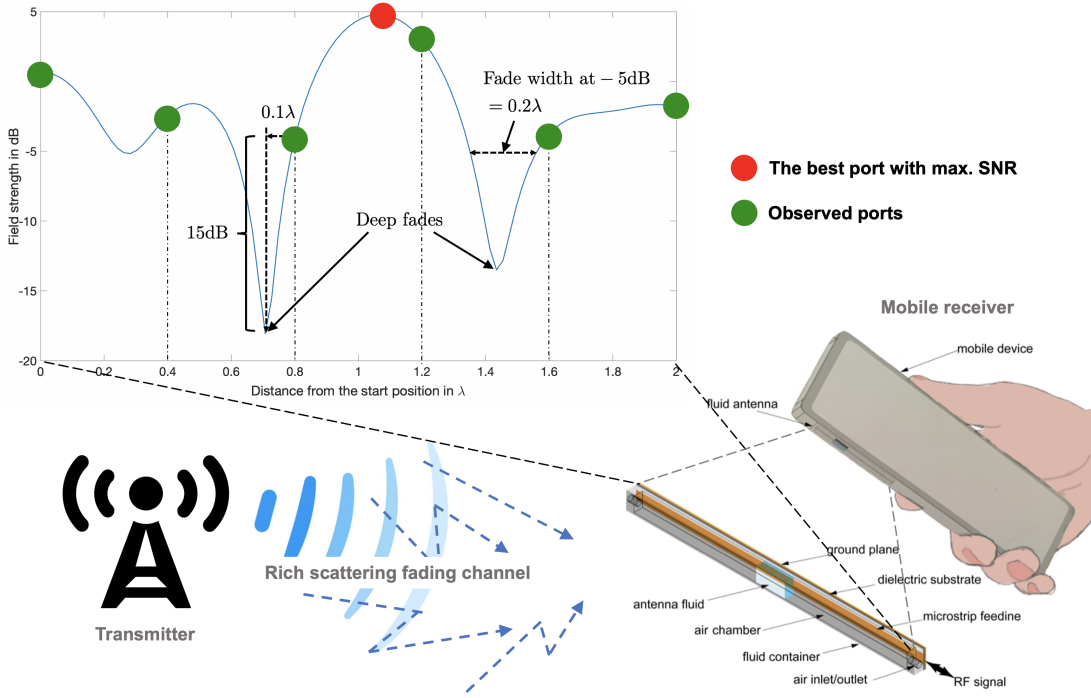 5
-5
-10
-15
-20
Field strength in dB
0
0.2
0.4
0.6
0.8
1.0
1.2
1.4
1.6
1.8
2
Distance from the start position in λ
0.1λ
15dB
Deep fades
Fade width at − 5dB
= 0.2λ
The best port with max. SNR
Observed ports
Mobile receiver
mobile device
fluid antenna
Rich scattering fading channel
Transmitter
ground plane
dielectric substrate
antenna fluid
microstrip feedine
air chamber
fluid container
air inlet/outlet
RF signal